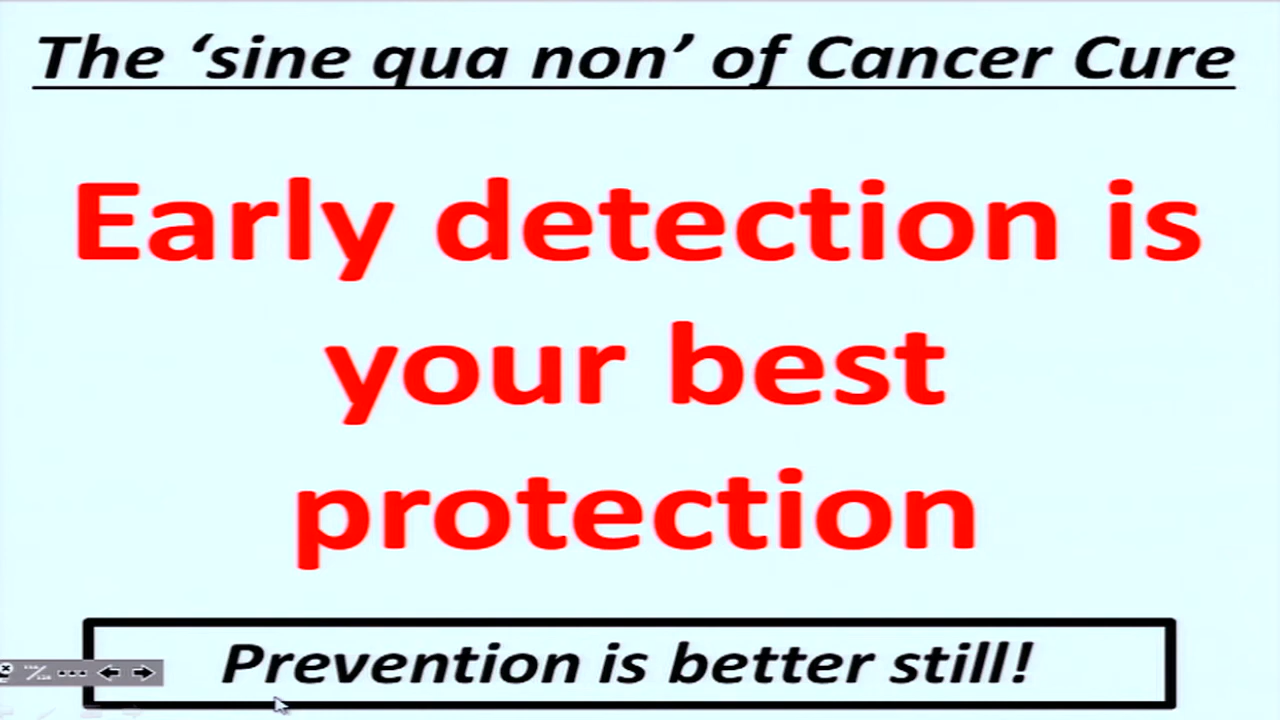 The ‘sine qua non’ of Cancer Cure
Early detection is
your best
protection
Prevention is better still!